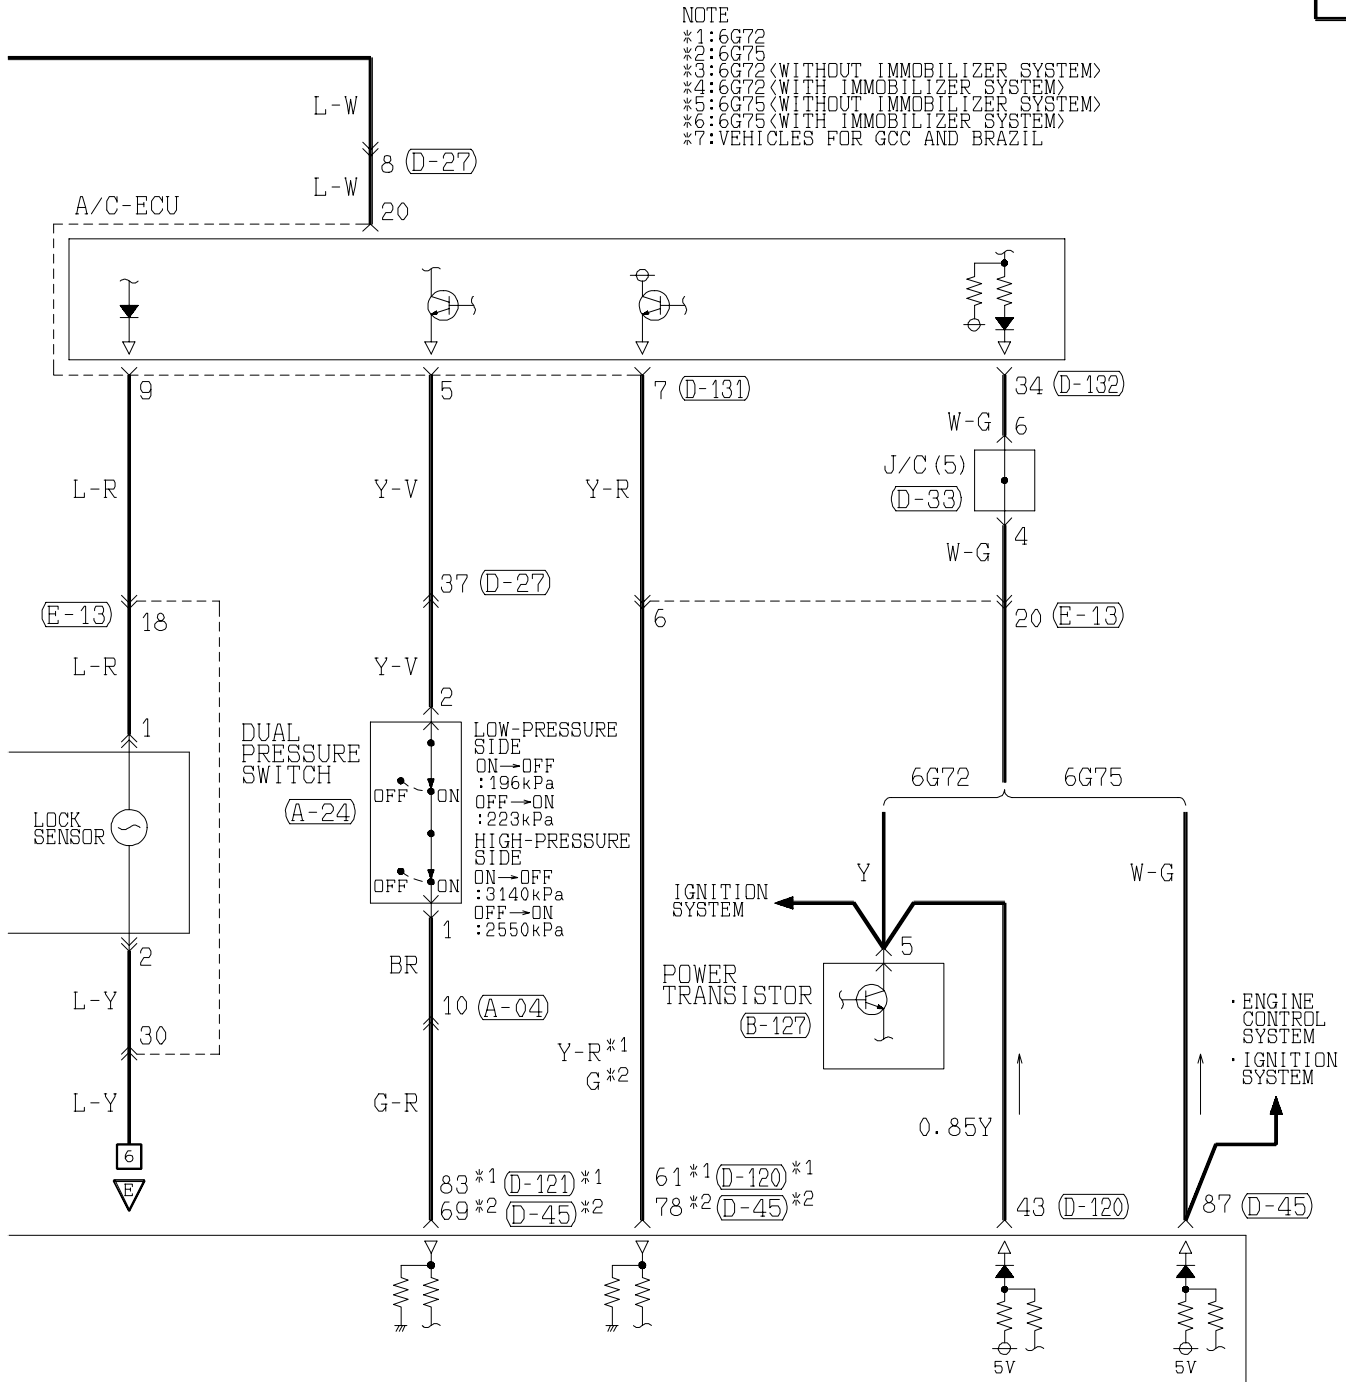 NOTE
*1:6G72
*2:6G75
*3:6G72<WITHOUT IMMOBILIZER SYSTEM>
*4:6G72<WITH IMMOBILIZER SYSTEM>
*5:6G75<WITHOUT IMMOBILIZER SYSTEM>
*6:6G75<WITH IMMOBILIZER SYSTEM>
*7:VEHICLES FOR GCC AND BRAZIL
L-W
8 (D-27)
L-W
A/C-ECU
20
9
5
7 (D-131)
34 (D-132)
W-G
6
J/C(5)
(D-33)
L-R
Y-V
Y-R
4
W-G
37 (D-27)
(E-13)
18
6
20 (E-13)
L-R
Y-V
2
1
DUAL
PRESSURE
SWITCH
(A-24)
OFF
ON
OFF
ON
LOW-PRESSURE
SIDE
ON→OFF
:196kPa
OFF→ON
:223kPa
HIGH-PRESSURE
SIDE
ON→OFF
:3140kPa
OFF→ON
:2550kPa
6G72
6G75
LOCK
SENSOR
Y
W-G
IGNITION
SYSTEM
5
2
1
BR
POWER
TRANSISTOR
(B-127)
L-Y
10 (A-04)
30
Y-R*1
G*2
·ENGINE
CONTROL
SYSTEM
·IGNITION
SYSTEM
L-Y
G-R
0.85Y
6
E
83*1(D-121)*1
69*2(D-45)*2
61*1(D-120)*1
78*2(D-45)*2
43 (D-120)
87 (D-45)
5V
5V